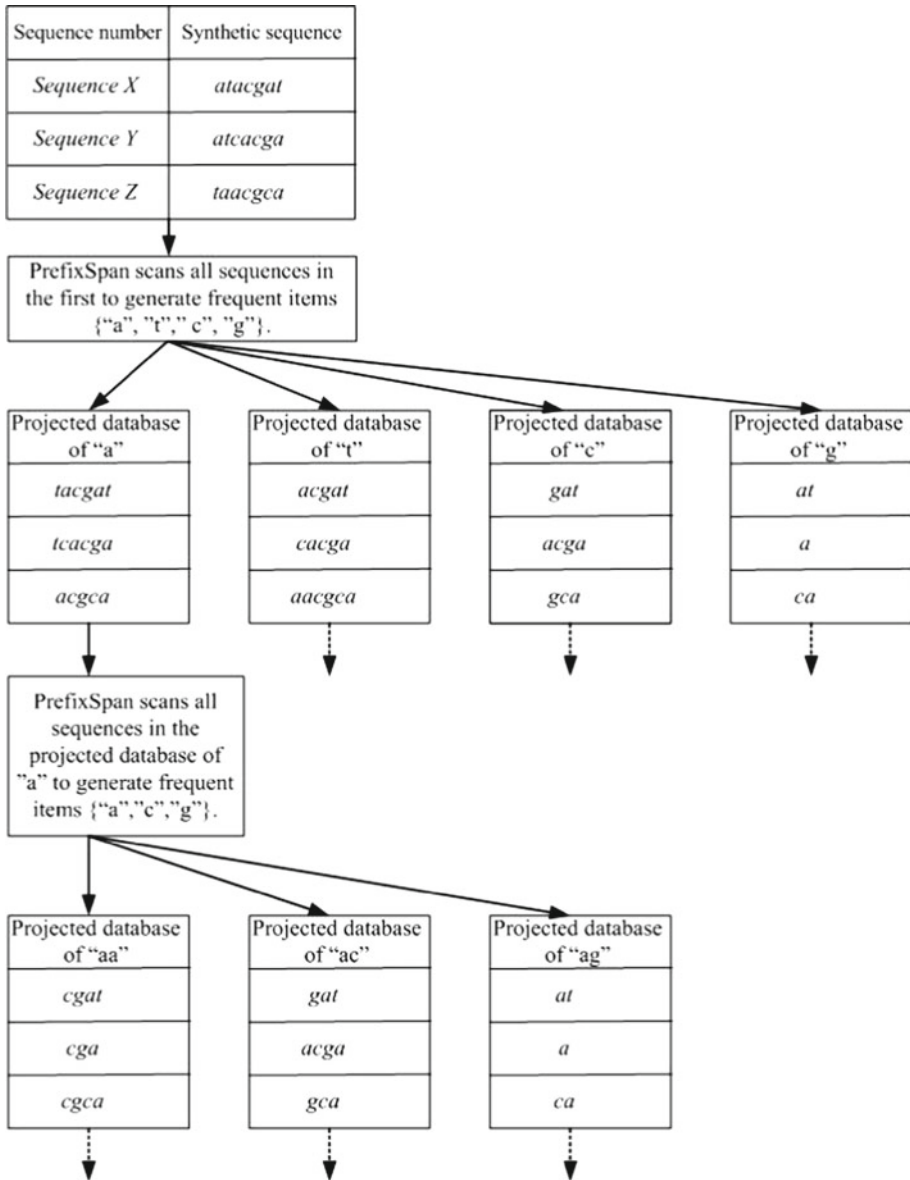 Sequence number Synthetic sequence
Sequence X atacgat
Sequence Y atcacga
Sequence Z taacgca
PrefixSpan scans all sequences in
the first to generate frequent items
{“a”, ”t”,” c”, ”g”}.
Projected database Projected database Projected database Projected database
of “a” of “t” of “c” of “g”
tacgat acgat gat at
tcacga cacga acga a
acgca aacgca gca ca
PrefixSpan scans all
sequences in the
projected database of
”a” to generate frequent
items {“a”,”c”,”g”}.
Projected database Projected database Projected database
of “aa” of “ac” of “ag”
cgat gat at
cga acga a
cgca gca ca